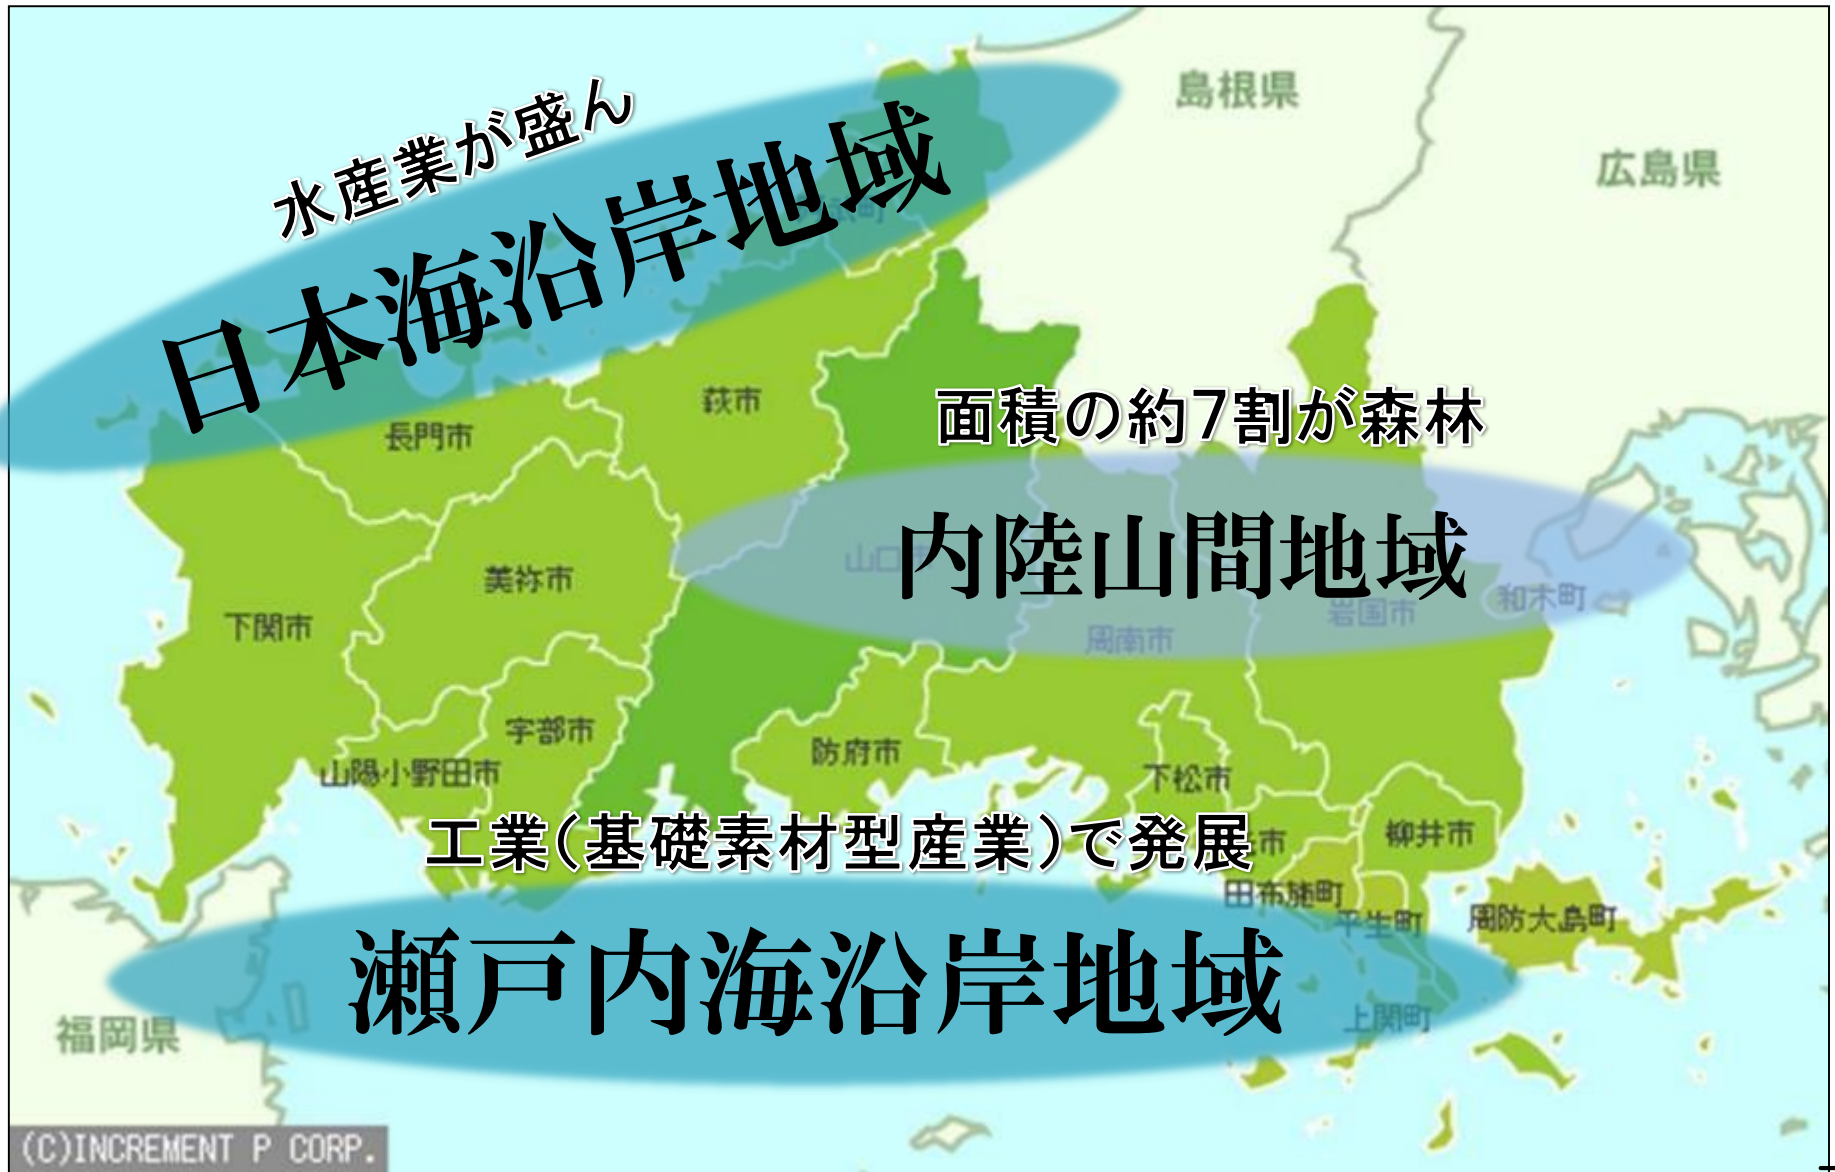 島根県
広島県
水産業が盛ん
日本海沿岸地域
萩市
長門市
面積の約7割が森林
内陸山間地域
美祢市
下関市
和木町
岩国市
周南市
宇部市
防府市
山陽小野田市
下松市
工業(基礎素材型産業)で発展
市
柳井市
田布施町
平生町
周防大島町
瀬戸内海沿岸地域
上関町
福岡県
(C)INCREMENT P CORP.